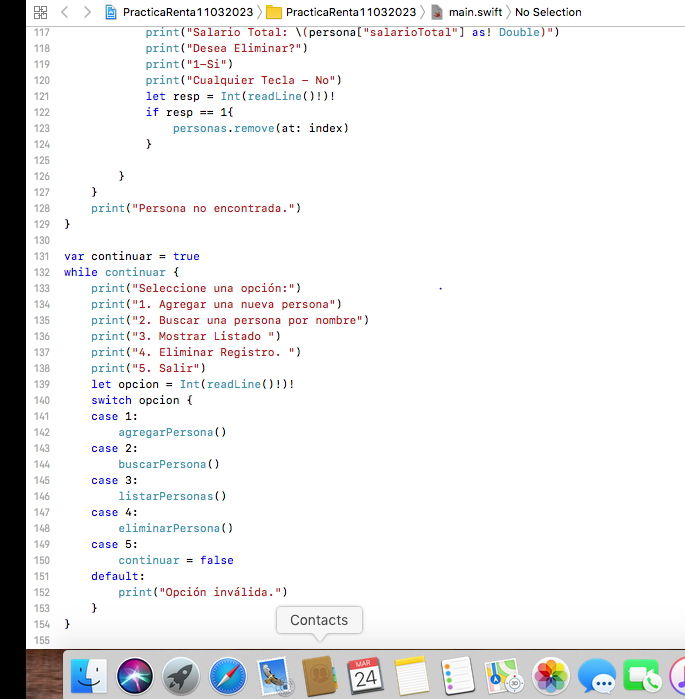 PracticaRenta11032023 PracticaRenta11032023 main.swift No Selection
117 print("Salario Total: \(persona["salarioTotal"] as! Double)")
118 print("Desea Eliminar?")
119 print("1-Si")
120 print("Cualquier Tecla - No")
121 let resp = Int(readLine()!)!
122 if resp == 1{
123 personas.remove(at: index)
124 }
125
126 }
127 }
128 print("Persona no encontrada.")
129 }
130
131 var continuar = true
132 while continuar {
133 print("Seleccione una opción:")
134 print("1. Agregar una nueva persona")
135 print("2. Buscar una persona por nombre")
136 print("3. Mostrar Listado ")
137 print("4. Eliminar Registro. ")
138 print("5. Salir")
139 let opcion = Int(readLine()!)!
140 switch opcion {
141 case 1:
142 agregarPersona()
143 case 2:
144 buscarPersona()
145 case 3:
146 listarPersonas()
147 case 4:
148 eliminarPersona()
149 case 5:
150 continuar = false
151 default:
152 print("Opción inválida.")
153 }
154 }
155
Contacts
MAR
24